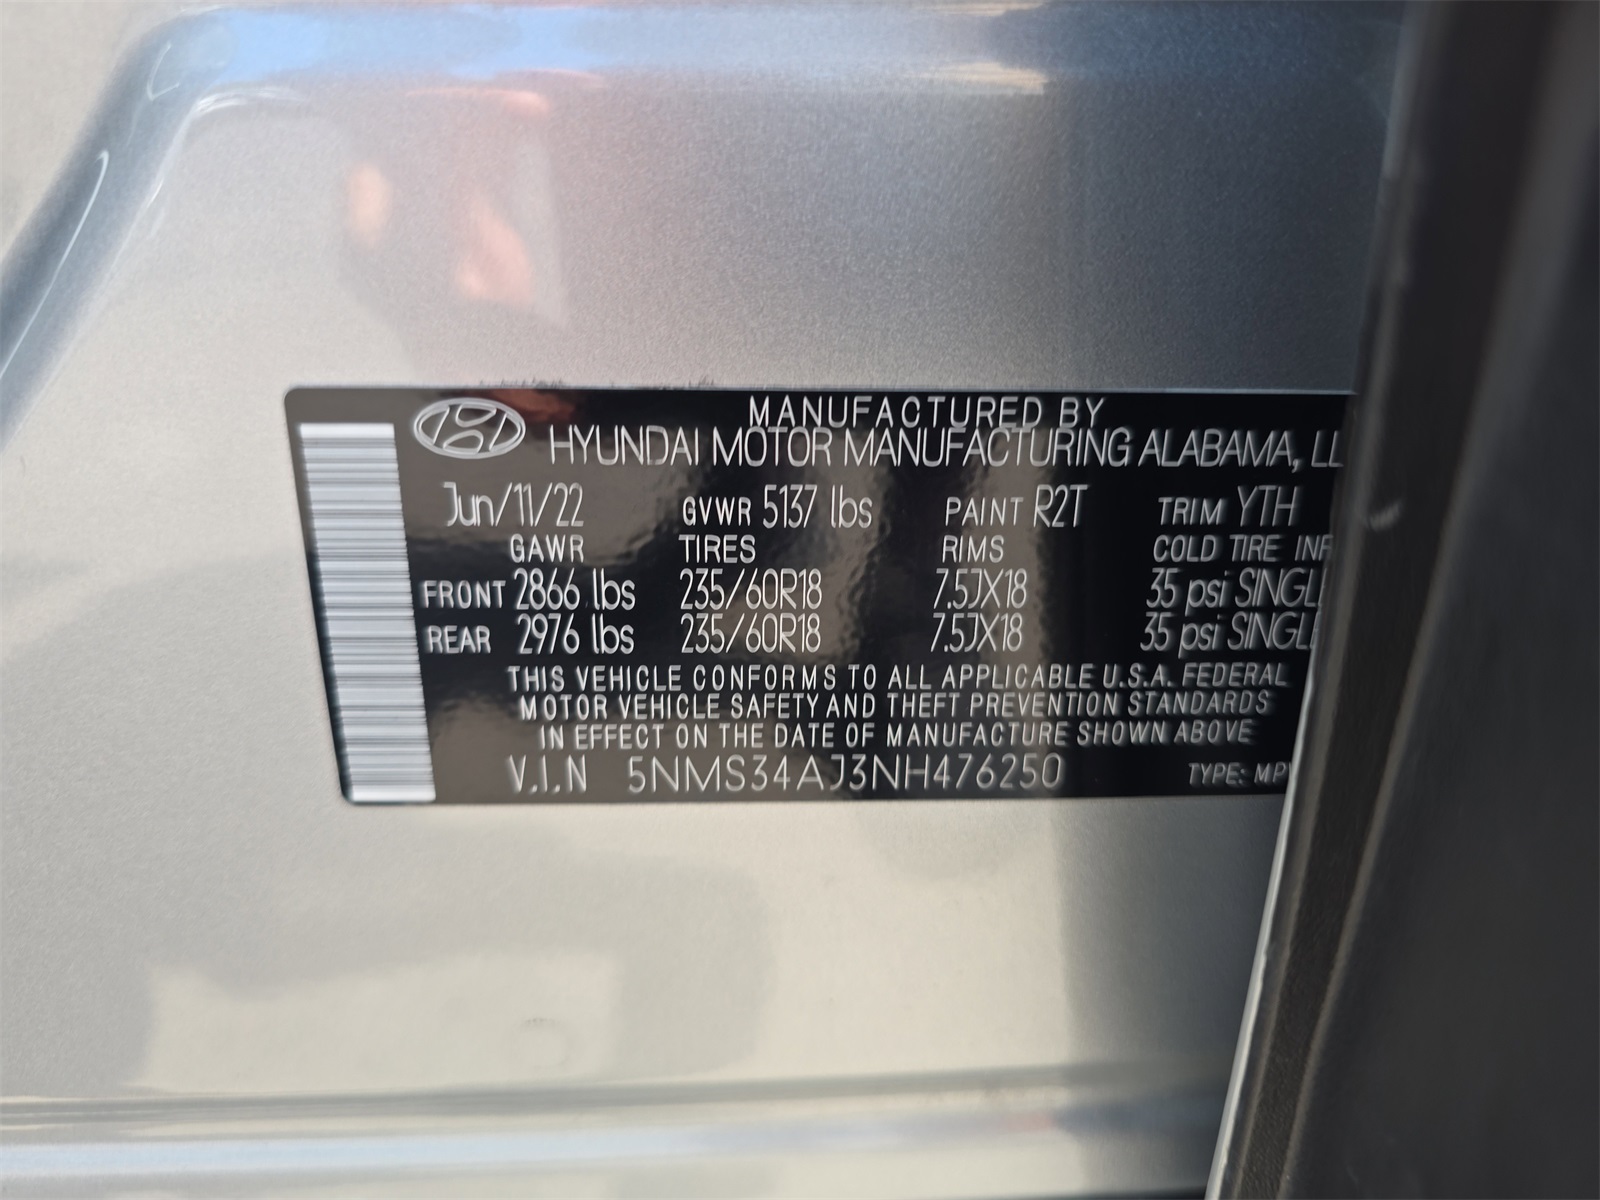 MANUFACTURED BY
HYUNDAI MOTOR MANUFACTURING ALABAMA, LL
Jun/11/22 GVWR 5137 lbs PAINT R2T TRIM YTH
GAWR TIRES RIMS COLD TIRE INF
FRONT 2866 lbs 235/60R18 7.5JX18 35 psi SINGL
REAR 2976 lbs 235/60R18 7.5JX18 35 psi SINGL
THIS VEHICLE CONFORMS TO ALL APPLICABLE U.S.A. FEDERAL
MOTOR VEHICLE SAFETY AND THEFT PREVENTION STANDARDS
IN EFFECT ON THE DATE OF MANUFACTURE SHOWN ABOVE
V.I.N 5NMS34AJ3NH476250 TYPE: MPV